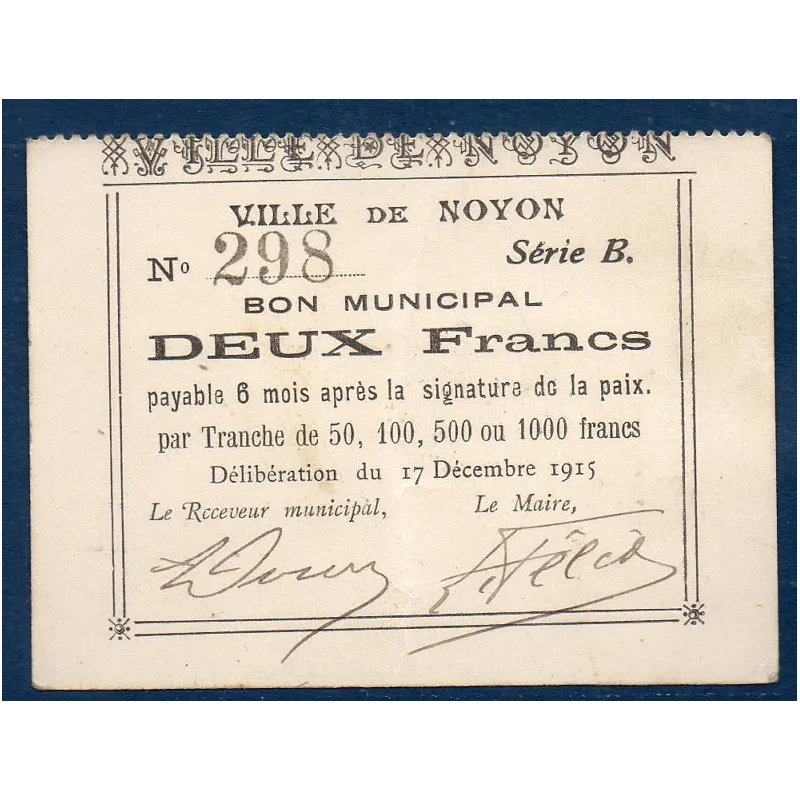 VILLE DE NOYON
VILLE DE NOYON
No 298 Série B.
BON MUNICIPAL
DEUX Francs
payable 6 mois après la signature de la paix.
par Tranche de 50, 100, 500 ou 1000 francs
Délibération du 17 Décembre 1915
Le Rcceveur municipal, Le Maire,